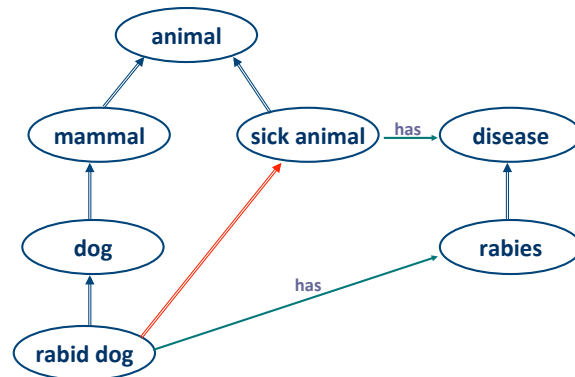 animal
mammal
sick animal
has
disease
dog
rabies
has
rabid dog